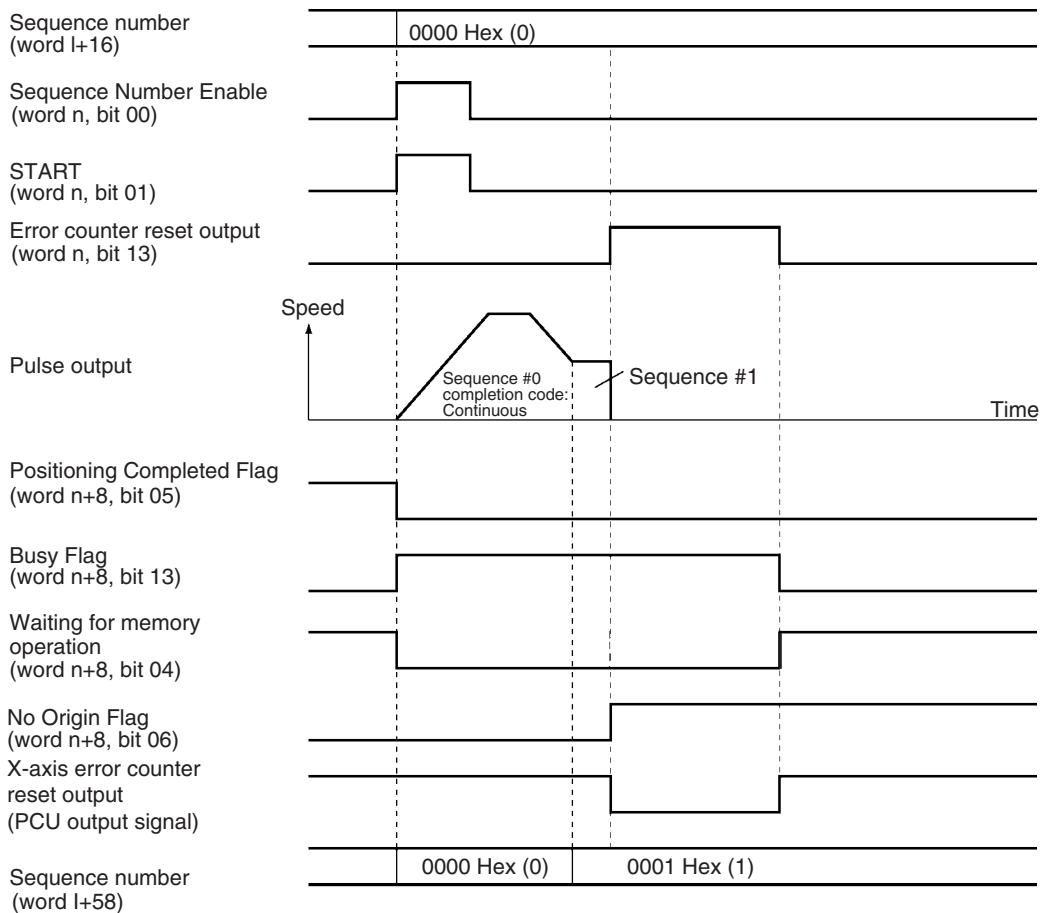 Sequence number
(word l+16)
0000 Hex (0)
Sequence Number Enable
(word n, bit 00)
START
(word n, bit 01)
Error counter reset output
(word n, bit 13)
Speed
Pulse output
Sequence #0
completion code:
Continuous
Sequence #1
Time
Positioning Completed Flag
(word n+8, bit 05)
Busy Flag
(word n+8, bit 13)
Waiting for memory
operation
(word n+8, bit 04)
No Origin Flag
(word n+8, bit 06)
X-axis error counter
reset output
(PCU output signal)
Sequence number
(word l+58)
0000 Hex (0)
0001 Hex (1)